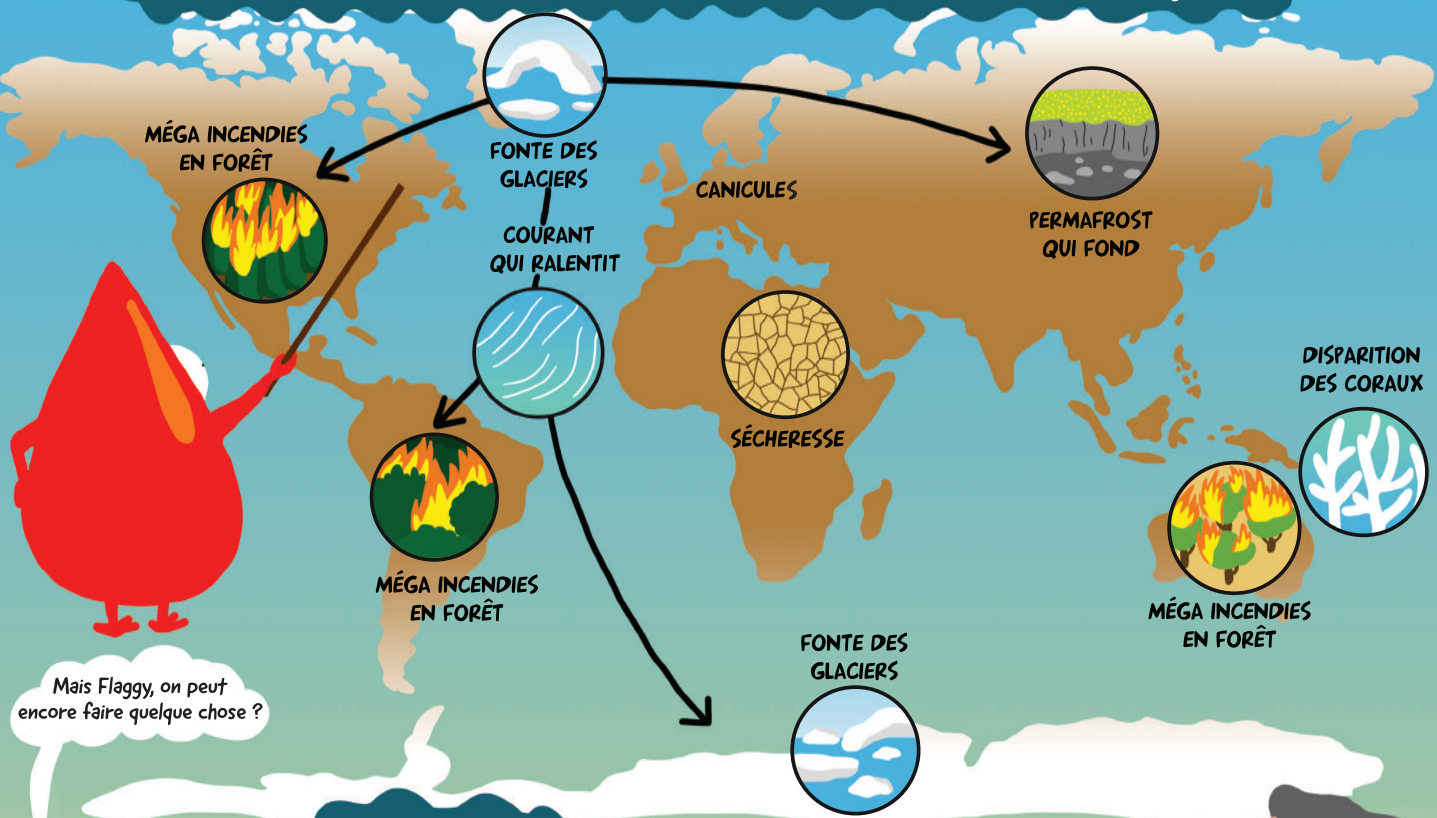 MÉGA INCENDIES
EN FORÊT
FONTE DES
GLACIERS
CANICULES
PERMAFROST
QUI FOND
COURANT
QUI RALENTIT
SÉCHERESSE
DISPARITION
DES CORAUX
MÉGA INCENDIES
EN FORÊT
MÉGA INCENDIES
EN FORÊT
FONTE DES
GLACIERS
Mais Flaggy, on peut
encore faire quelque chose ?